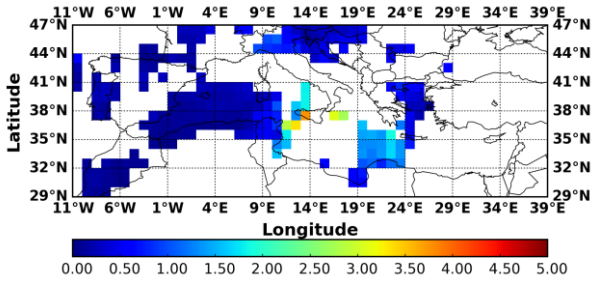 11°W 6°W 1°W 4°E 9°E 14°E 19°E 24°E 29°E 34°E 39°E
47°N 47°N
44°N 44°N
41°N 41°N
38°N 38°N
35°N 35°N
32°N 32°N
29°N 29°N
11°W 6°W 1°W 4°E 9°E 14°E 19°E 24°E 29°E 34°E 39°E
Latitude
Longitude
0.00 0.50 1.00 1.50 2.00 2.50 3.00 3.50 4.00 4.50 5.00